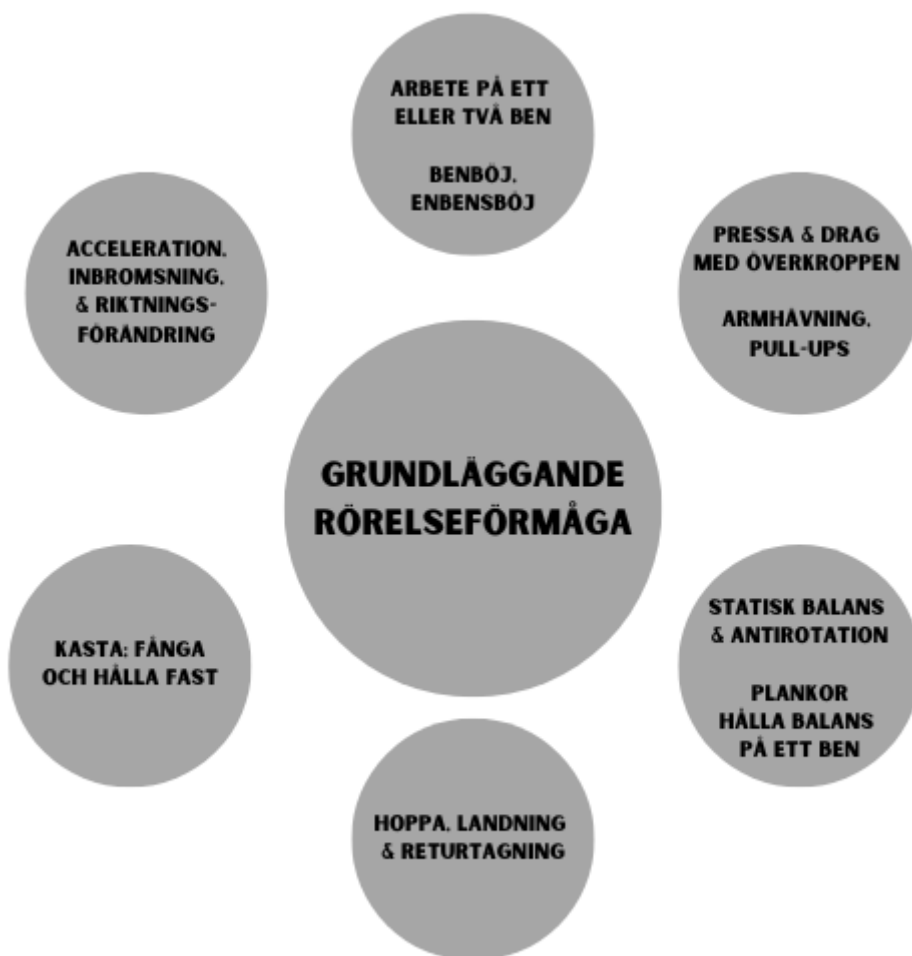 ARBETE PÅ ETT
ELLER TVÅ BEN
BENBÖJ,
ENBENSBÖJ
PRESSA & DRAG
MED ÖVERKROPPEN
ARMHÄVNING,
PULL-UPS
ACCELERATION,
INBROMSNING,
& RIKTNINGS-
FÖRÄNDRING
GRUNDLÄGGANDE
RÖRELSEFÖRMÅGA
STATISK BALANS
& ANTIROTATION
PLANKOR
HÅLLA BALANS
PÅ ETT BEN
KASTA; FÅNGA
OCH HÅLLA FAST
HOPPA, LANDNING
& RETURTAGNING